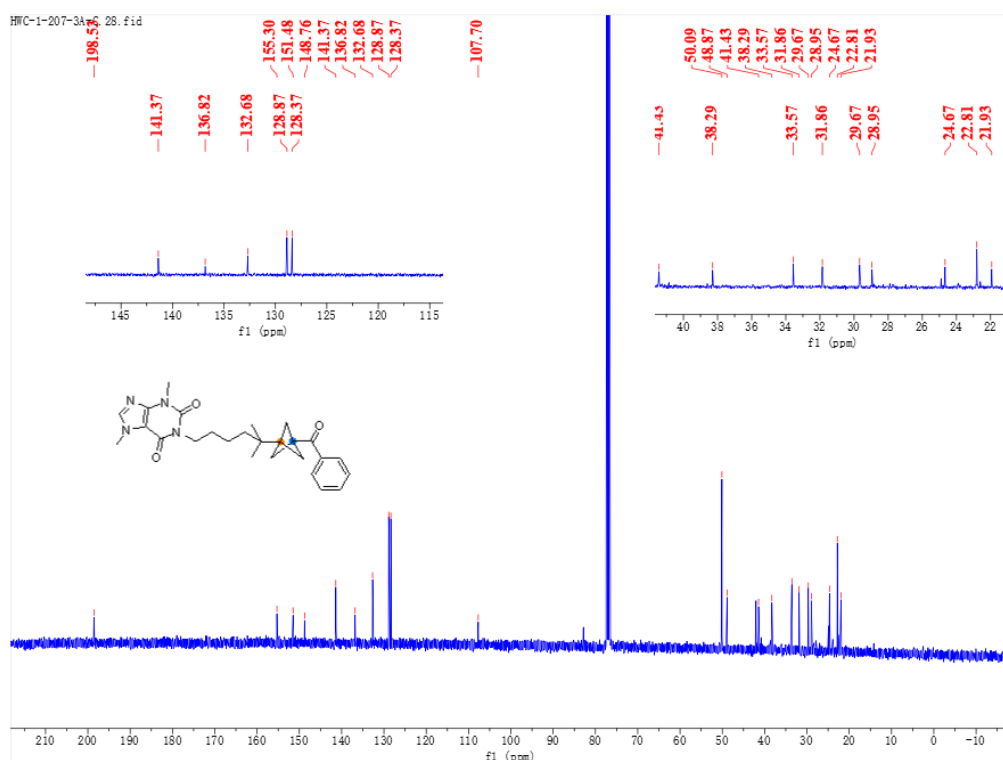 HWC-1-207-3A-C 28.fid
198.53
155.30
151.48
148.76
141.37
136.82
132.68
128.87
128.37
107.70
50.09
48.87
41.43
38.29
33.57
31.86
29.67
28.95
24.67
22.81
21.93
141.37
136.82
132.68
128.87
128.37
41.43
38.29
33.57
31.86
29.67
28.95
24.67
22.81
21.93
145 140 135 130 125 120 115
f1 (ppm)
40 38 36 34 32 30 28 26 24 22
f1 (ppm)
N
N
O
N
N
O
O
210 200 190 180 170 160 150 140 130 120 110 100 90 80 70 60 50 40 30 20 10 0 -10
f1 (ppm)